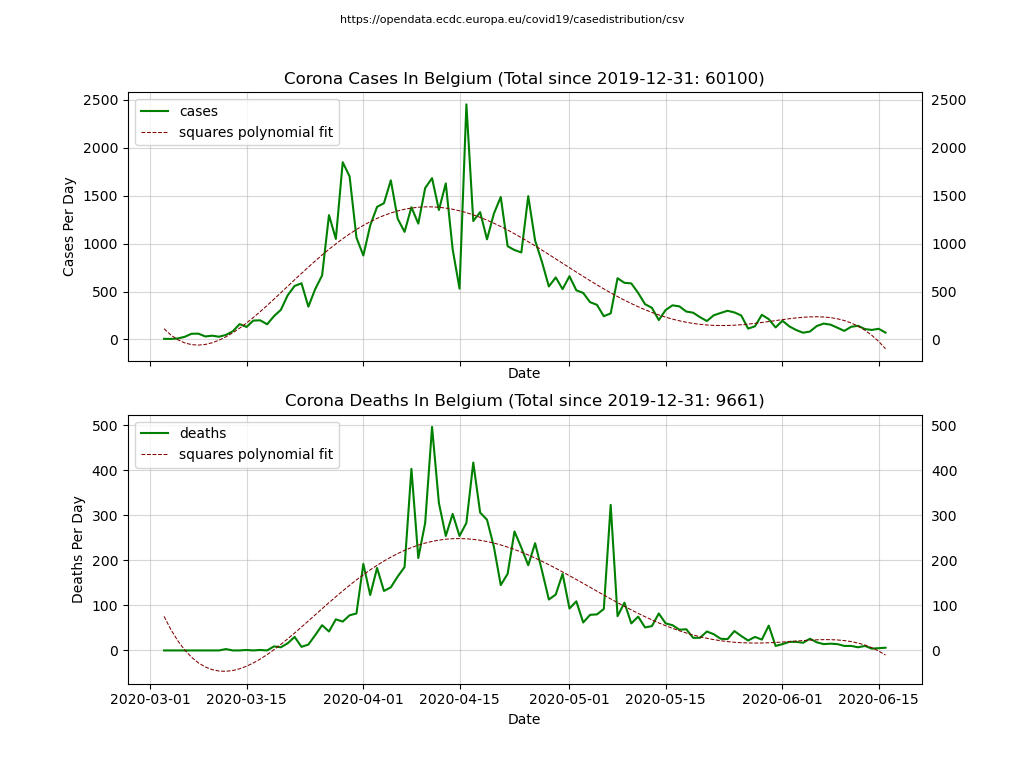 https://opendata.ecdc.europa.eu/covid19/casedistribution/csv
Corona Cases In Belgium (Total since 2019-12-31: 60100)
cases
squares polynomial fit
Cases Per Day
2500 2500
2000 2000
1500 1500
1000 1000
500 500
0 0
Date
Corona Deaths In Belgium (Total since 2019-12-31: 9661)
deaths
squares polynomial fit
Deaths Per Day
500 500
400 400
300 300
200 200
100 100
0 0
2020-03-01 2020-03-15 2020-04-01 2020-04-15 2020-05-01 2020-05-15 2020-06-01 2020-06-15
Date